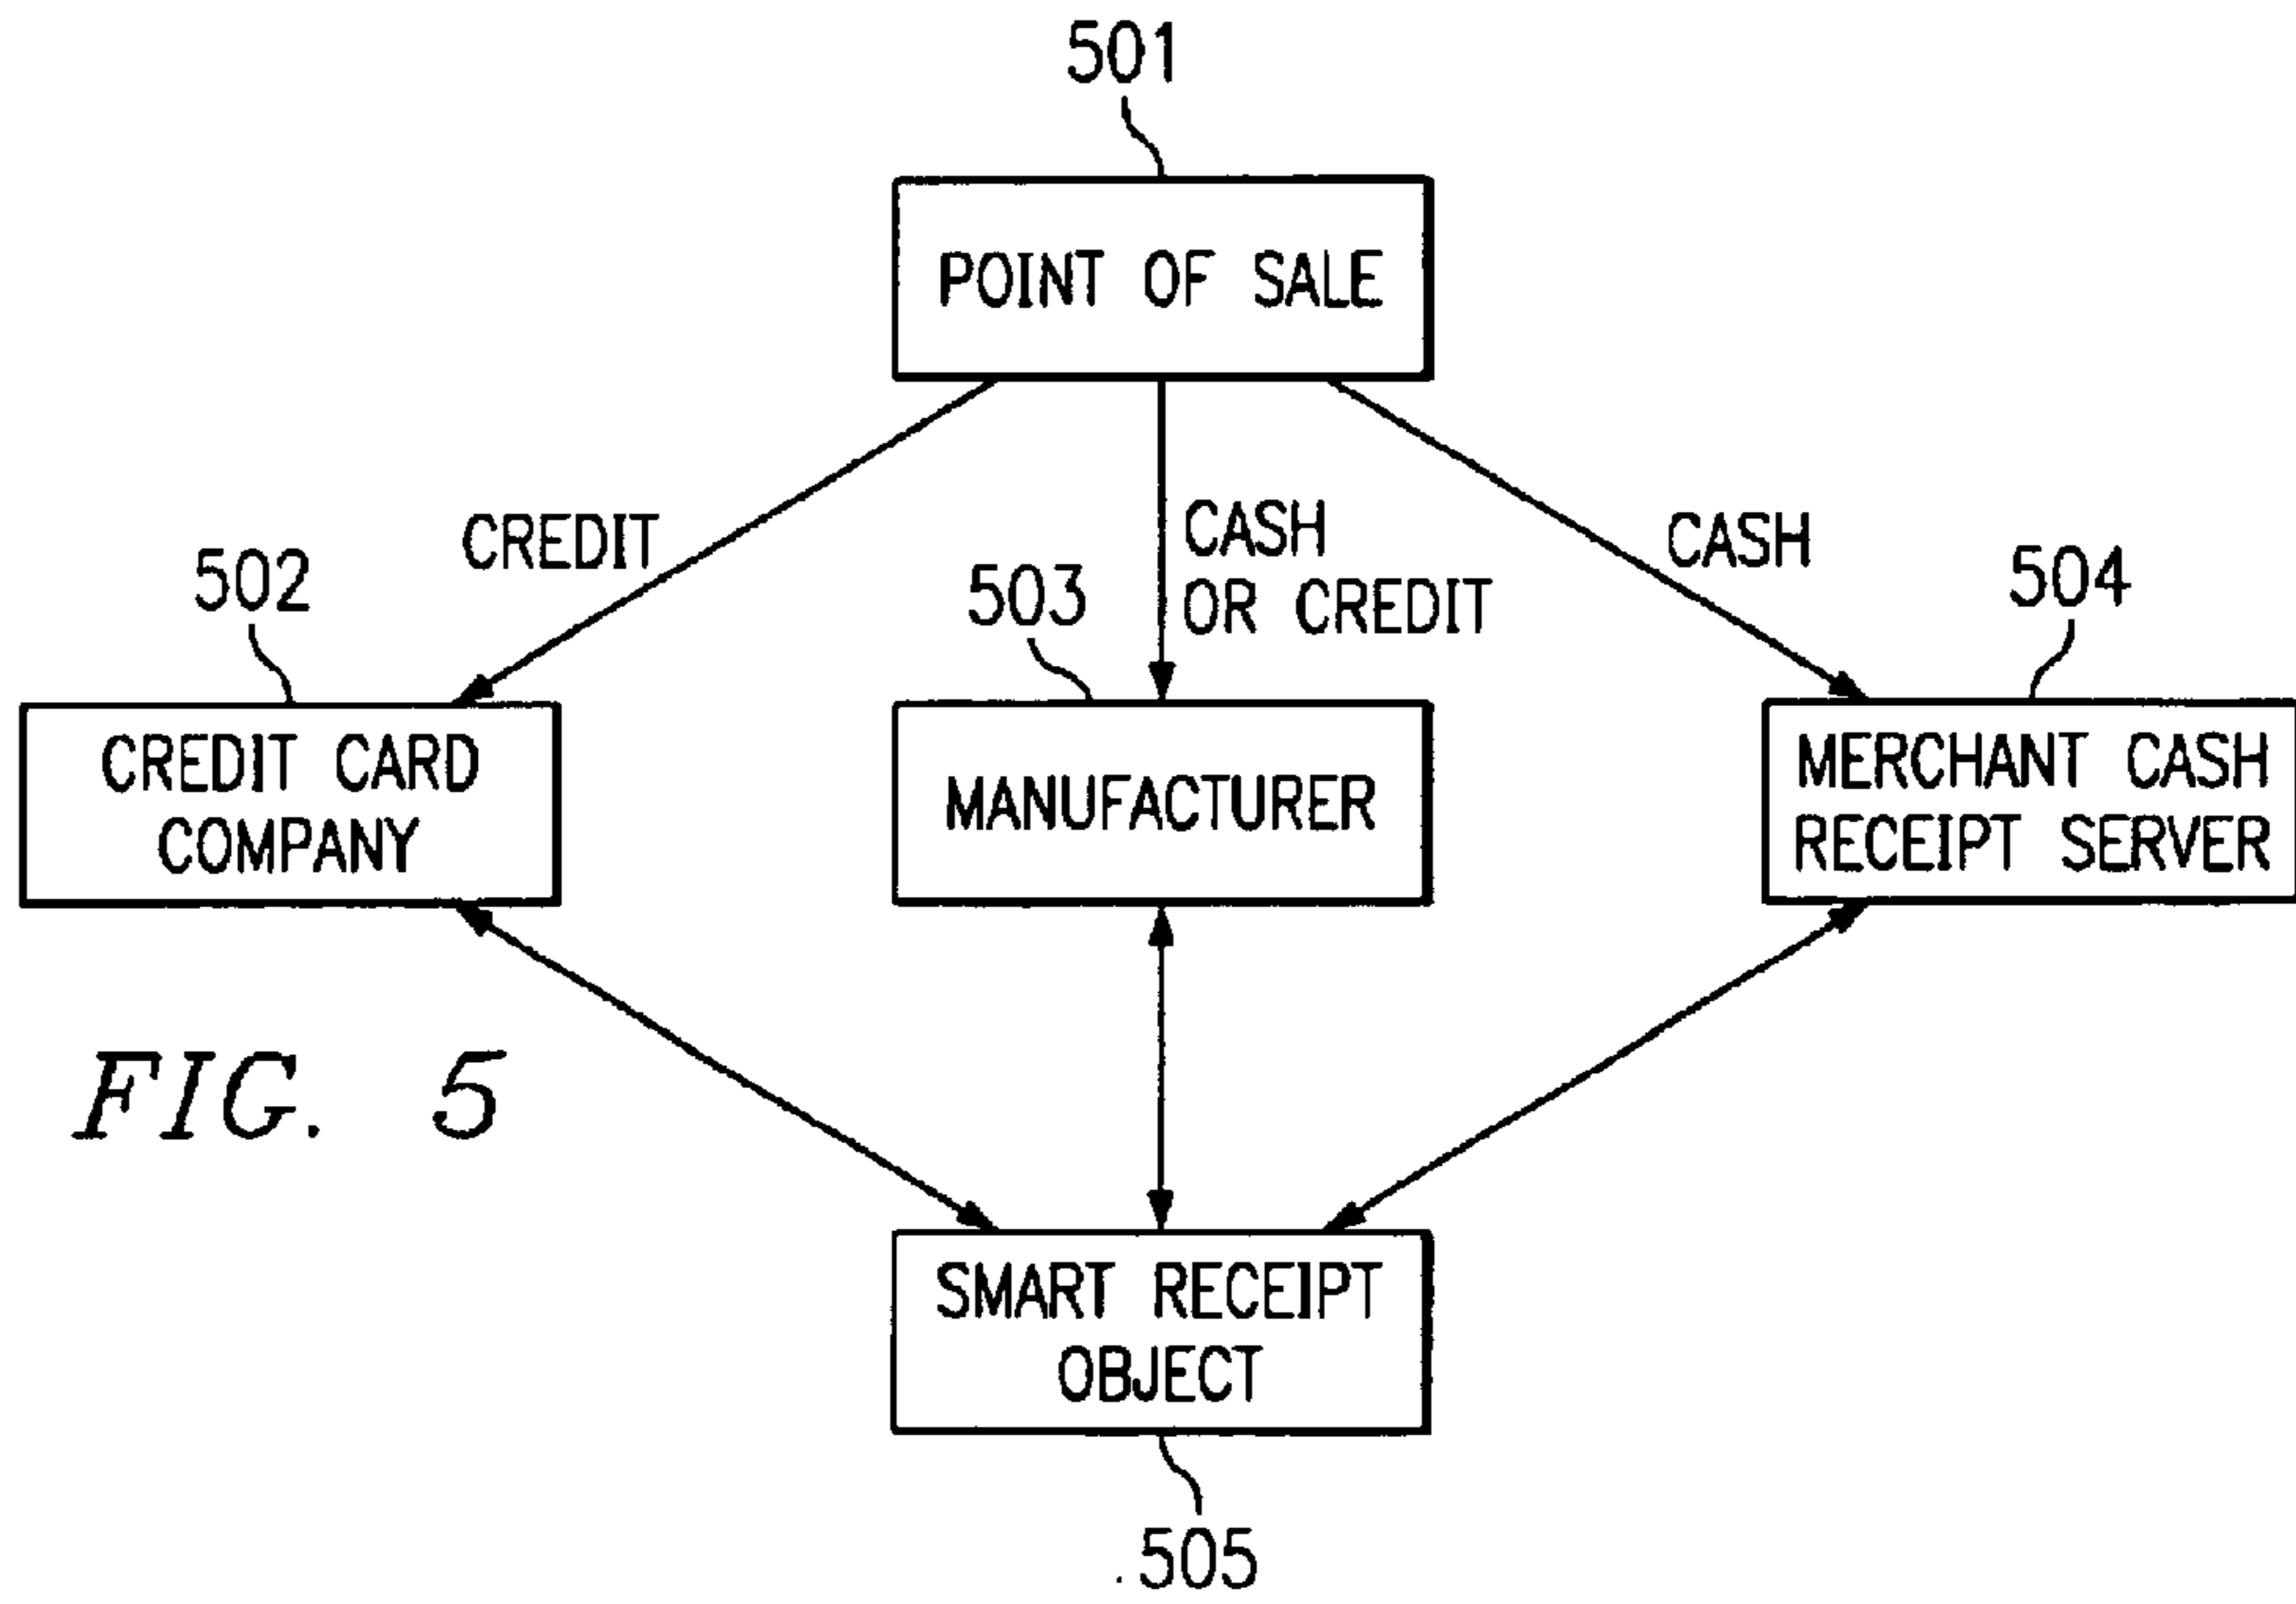 501
POINT OF SALE
CREDIT
CASH
OR CREDIT
CASH
502
503
504
CREDIT CARD
COMPANY
MANUFACTURER
MERCHANT CASH
RECEIPT SERVER
FIG. 5
SMART RECEIPT
OBJECT
505